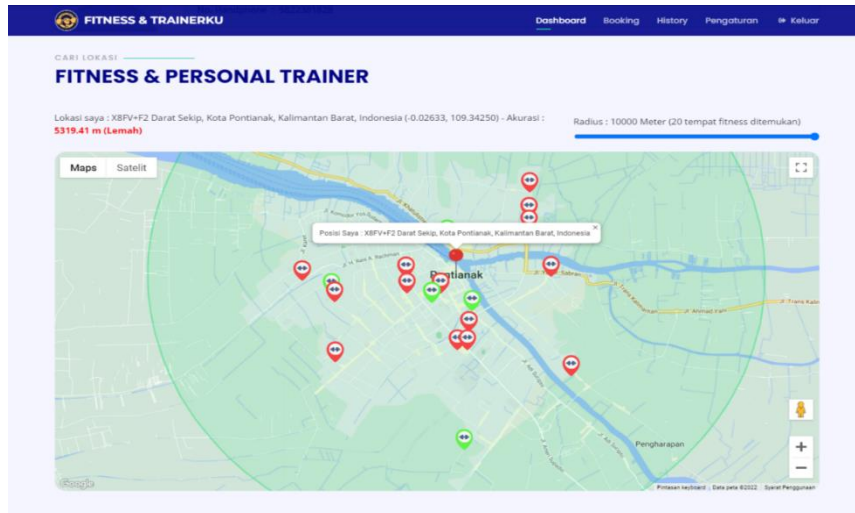 FITNESS & TRAINERKU
Dashboard Booking History Pengaturan Keluar
CARI LOKASI
FITNESS & PERSONAL TRAINER
Lokasi saya : X8FV+F2 Darat Sekip, Kota Pontianak, Kalimantan Barat, Indonesia (-0.02633, 109.34250) - Akurasi :
5319.41 m (Lemah)
Radius : 10000 Meter (20 tempat fitness ditemukan)
Maps Satelit
Posisi Saya : X8FV+F2 Darat Sekip, Kota Pontianak, Kalimantan Barat, Indonesia
Pontianak
Jl. Ahmad Yani
Pengharapan
Google
Pintasan keyboard Data peta ©2022 Syarat Penggunaan